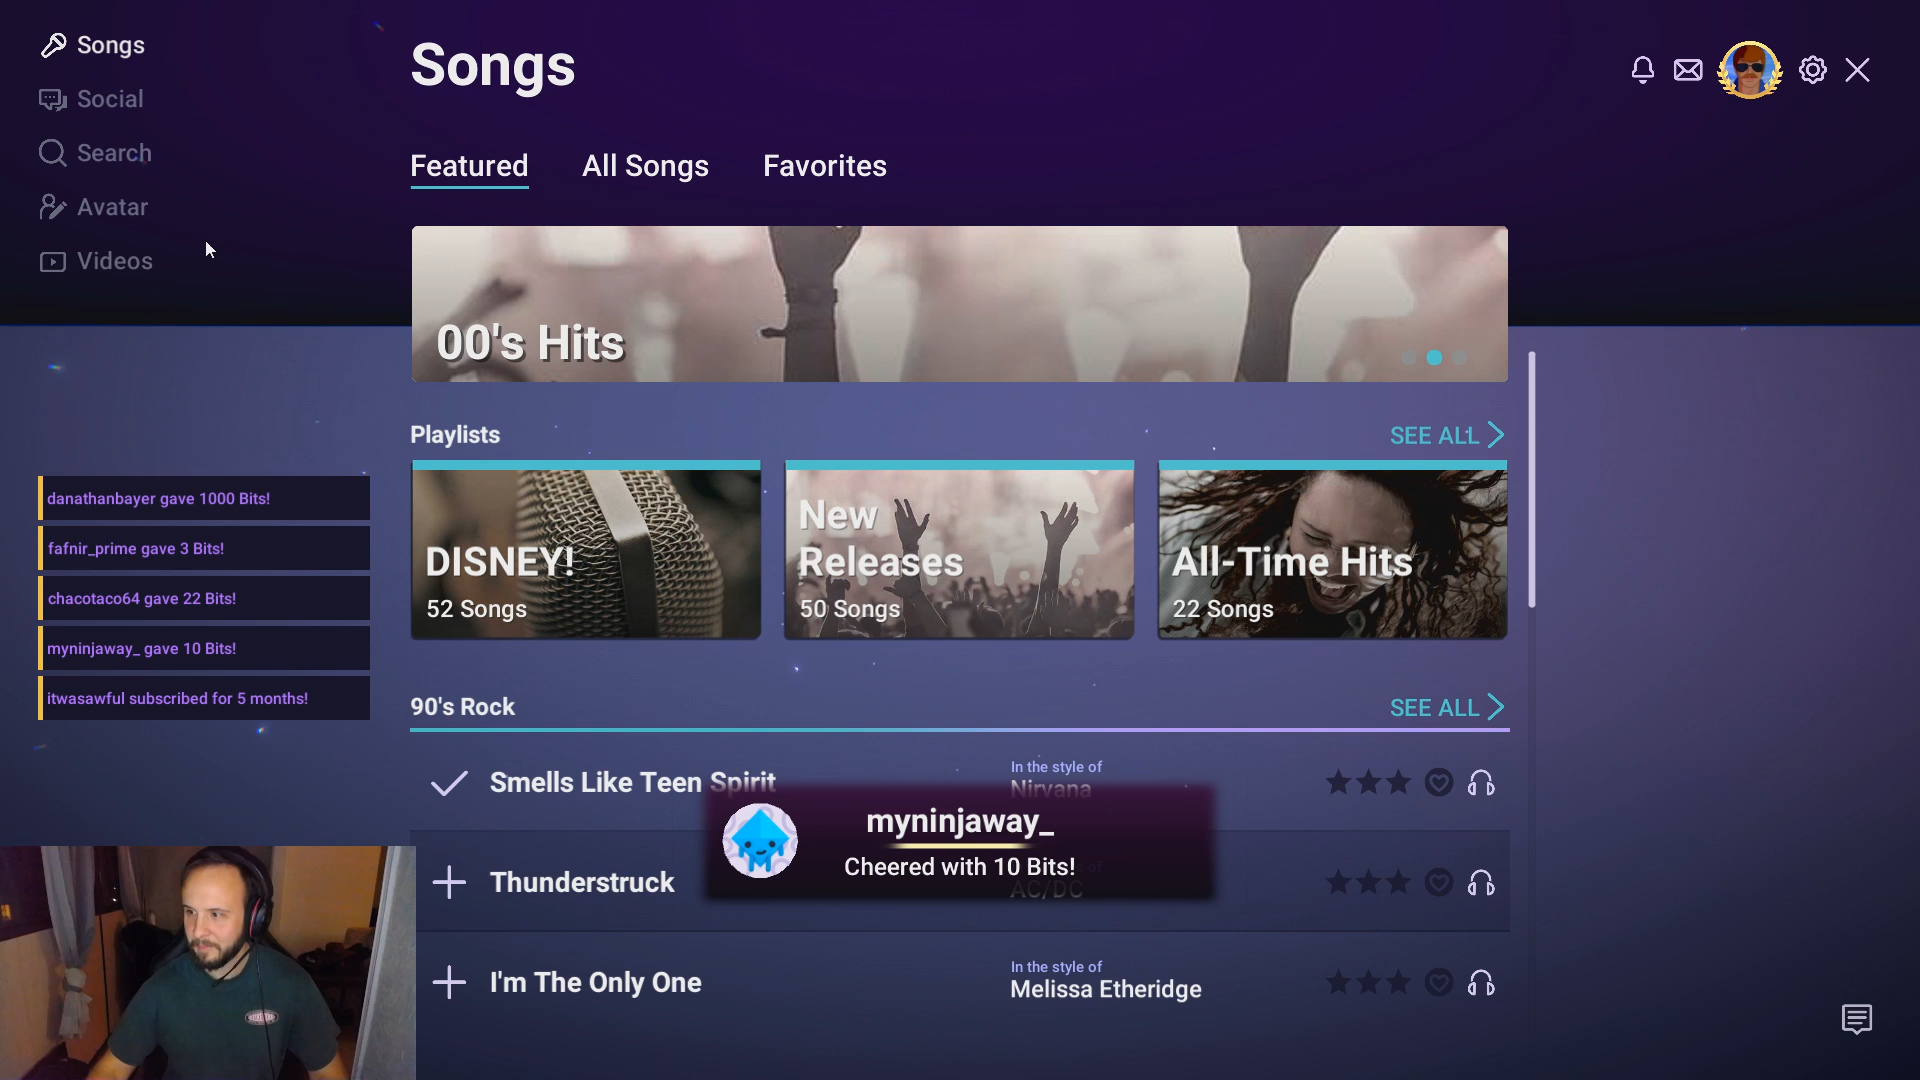 Songs
Social
Search
Avatar
Videos
Songs
Featured
All Songs
Favorites
00's Hits
Playlists
SEE ALL
DISNEY!
52 Songs
New
Releases
50 Songs
All-Time Hits
22 Songs
danathanbayer gave 1000 Bits!
fafnir_prime gave 3 Bits!
chacotaco64 gave 22 Bits!
myninjaway_ gave 10 Bits!
itwasawful subscribed for 5 months!
90's Rock
SEE ALL
Smells Like Teen Spirit
In the style of
Nirvana
myninjaway_
Cheered with 10 Bits!
Thunderstruck
AC/DC
I'm The Only One
In the style of
Melissa Etheridge